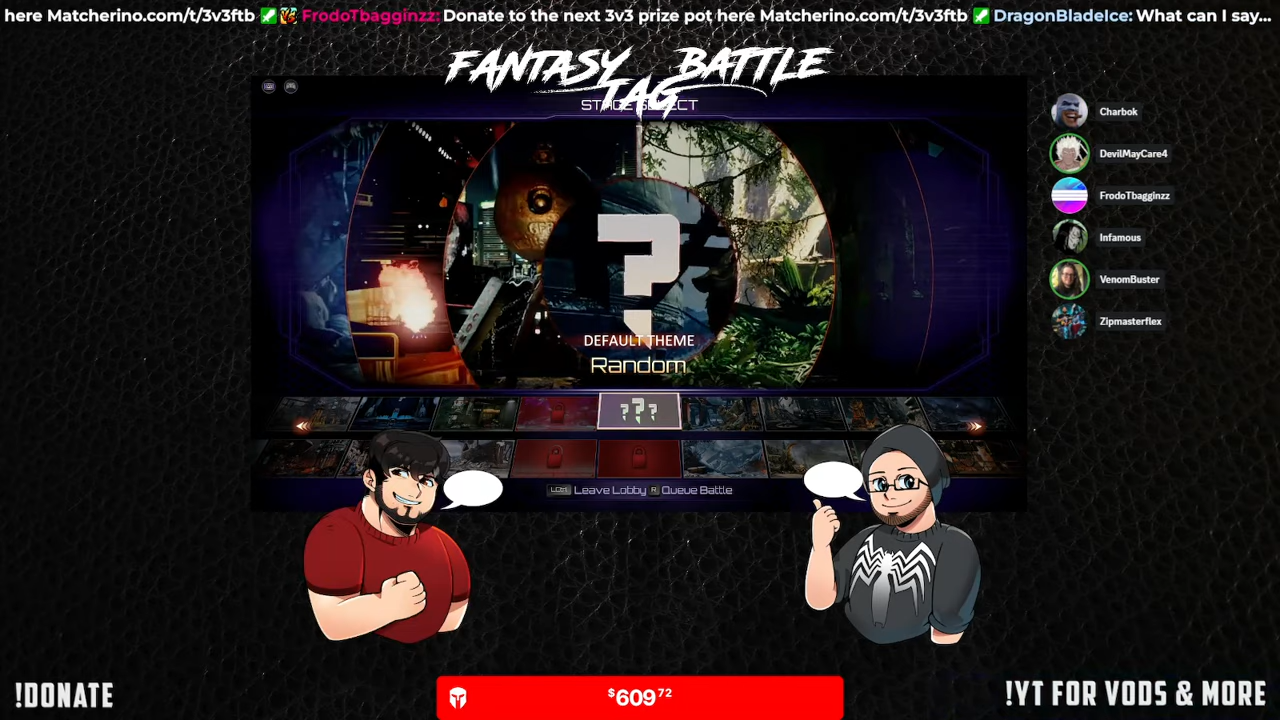 here Matcherino.com/t/3v3ftb FrodoTbagginzz: Donate to the next 3v3 prize pot here Matcherino.com/t/3v3ftb DragonBladeIce: What can I say...
FANTASY BATTLE
TAG
STAGE SELECT
Charbok
DevilMayCare4
FrodoTbagginzz
Infamous
VenomBuster
Zipmasterflex
?
DEFAULT THEME
Random
???
Leave Lobby R Queue Battle
!DONATE
$609.72
!YT FOR VODS & MORE